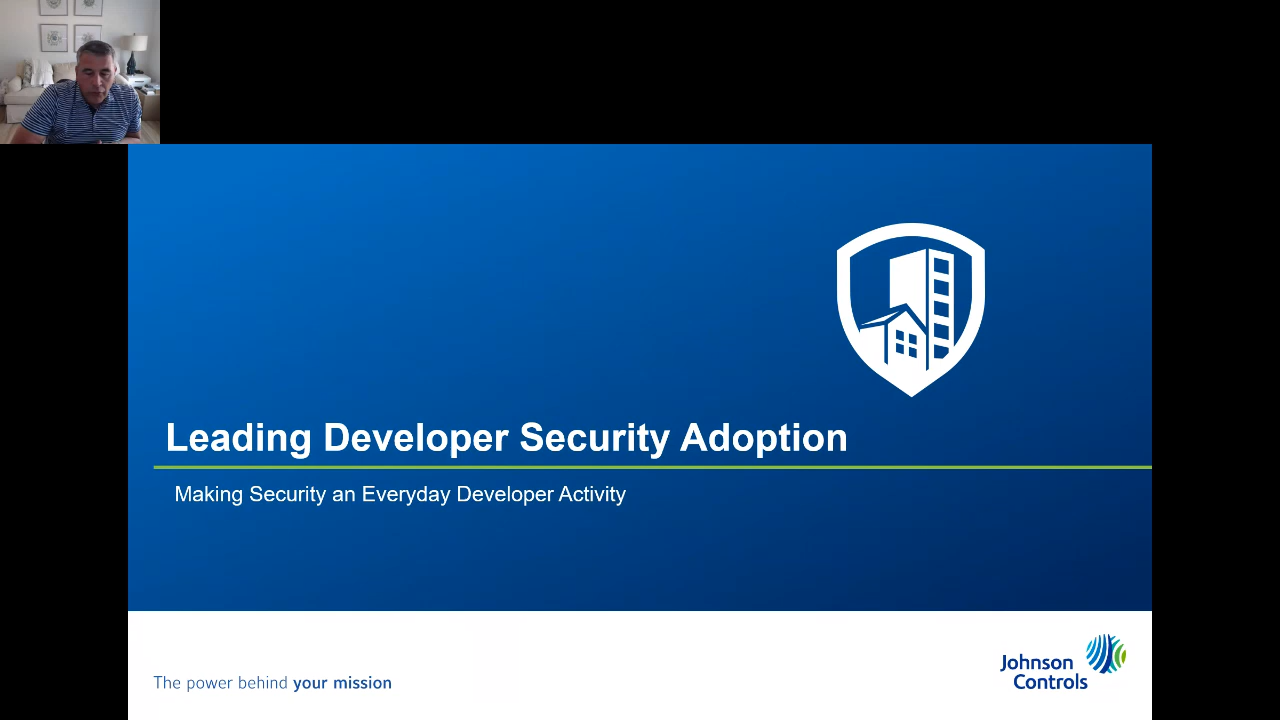 Leading Developer Security Adoption
Making Security an Everyday Developer Activity
The power behind your mission
Johnson
Controls